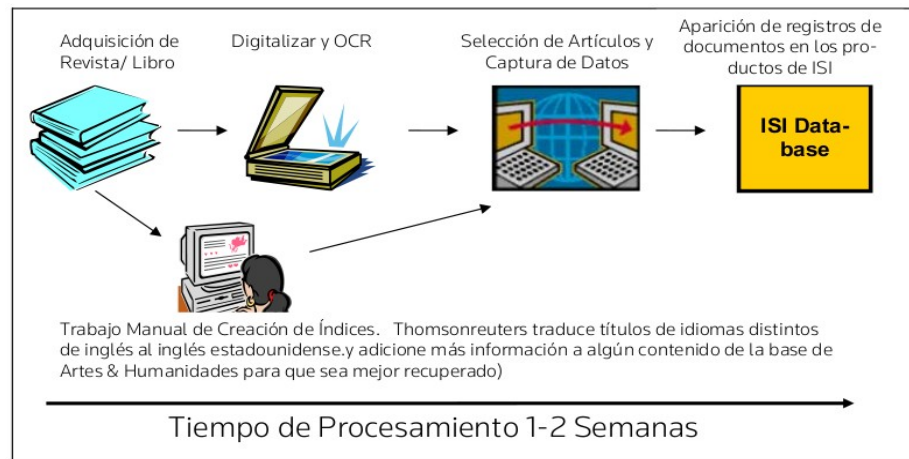 Adquisición de
Revista/ Libro
Digitalizar y OCR
Selección de Artículos y
Captura de Datos
Aparición de registros de
documentos en los pro-
ductos de ISI
ISI Data-
base
Trabajo Manual de Creación de Índices.   Thomsonreuters traduce títulos de idiomas distintos
de inglés al inglés estadounidense.y adicione más información a algún contenido de la base de
Artes & Humanidades para que sea mejor recuperado)
Tiempo de Procesamiento 1-2 Semanas